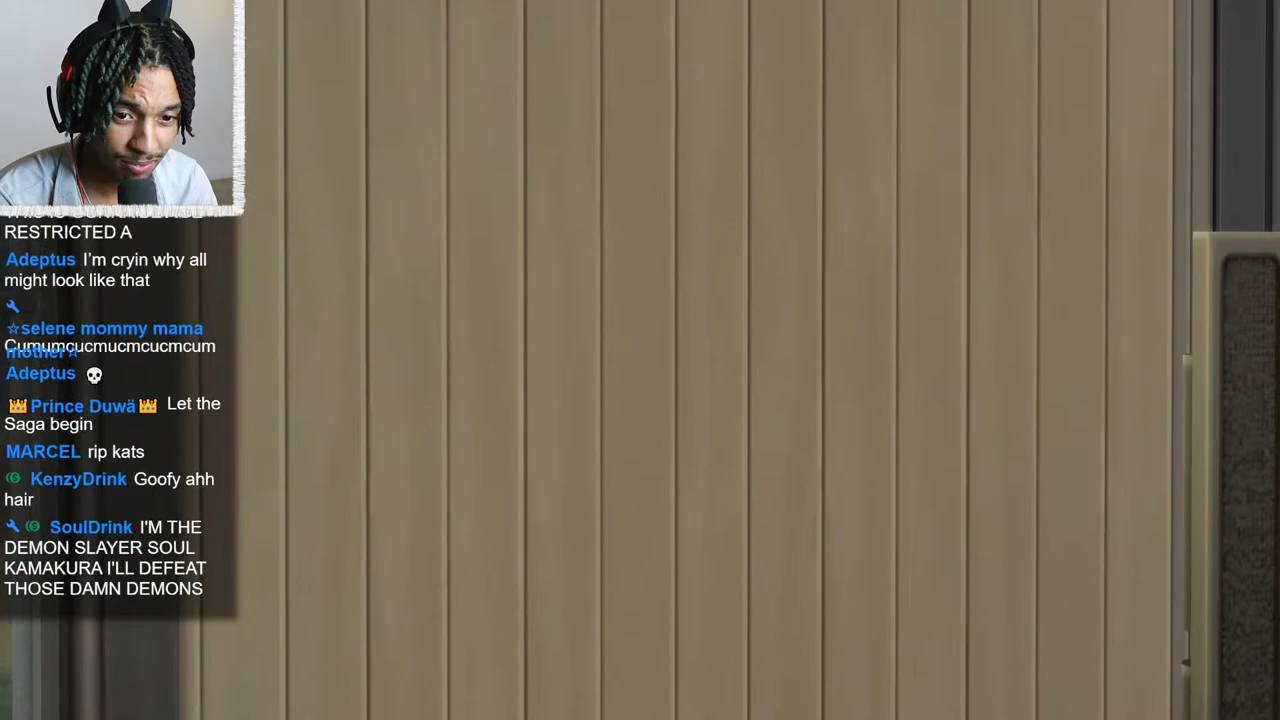 RESTRICTED A
Adeptus I’m cryin why all
might look like that
☆selene mommy mama
mother☆
Cumumcucmucmcucmcum
Adeptus 💀
👑Prince Duwä👑 Let the
Saga begin
MARCEL rip kats
KenzyDrink Goofy ahh
hair
SoulDrink I'M THE
DEMON SLAYER SOUL
KAMAKURA I'LL DEFEAT
THOSE DAMN DEMONS